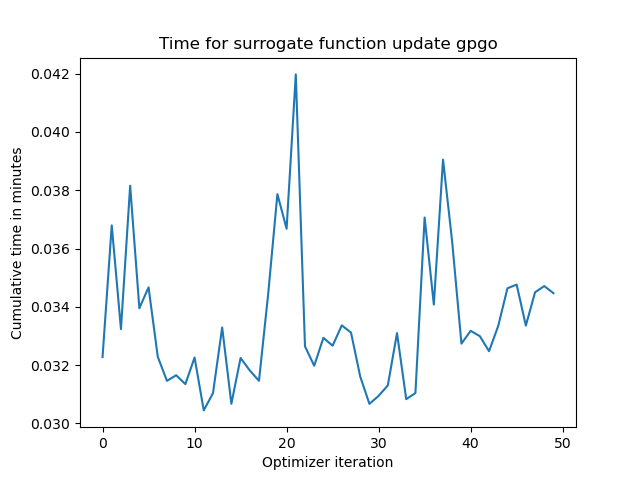 Time for surrogate function update gpgo
Cumulative time in minutes
0.042
0.040
0.038
0.036
0.034
0.032
0.030
0 10 20 30 40 50
Optimizer iteration